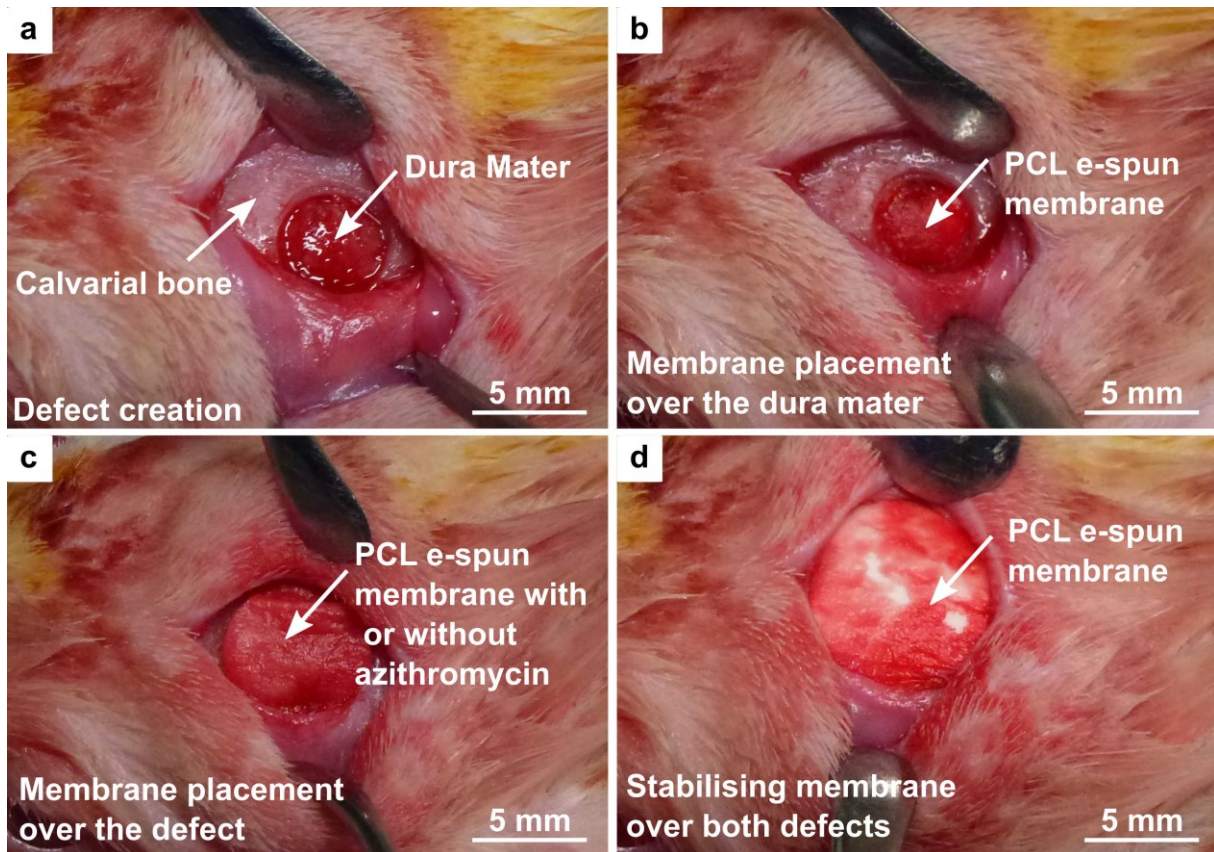 a
Dura Mater
Calvarial bone
Defect creation
5 mm
b
PCL e-spun
membrane
Membrane placement
over the dura mater
5 mm
c
PCL e-spun
membrane with
or without
azithromycin
Membrane placement
over the defect
5 mm
d
PCL e-spun
membrane
Stabilising membrane
over both defects
5 mm